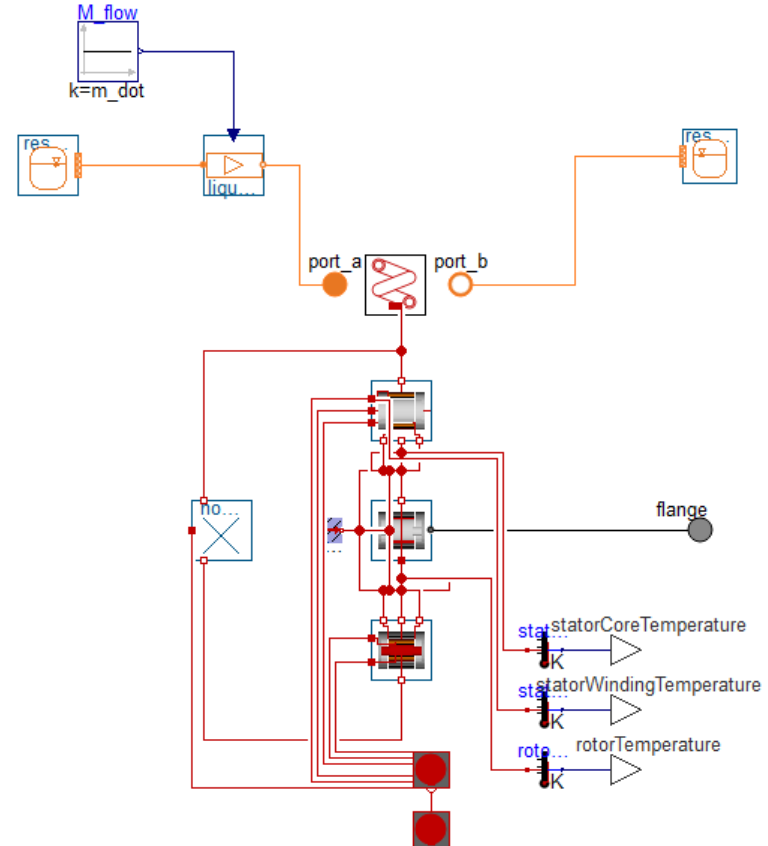 M_flow
k=m_dot
res...
res...
liqu...
port_a
port_b
no...
flange
...
stat...
statorCoreTemperature
K
stat...
statorWindingTemperature
K
roto...
rotorTemperature
K